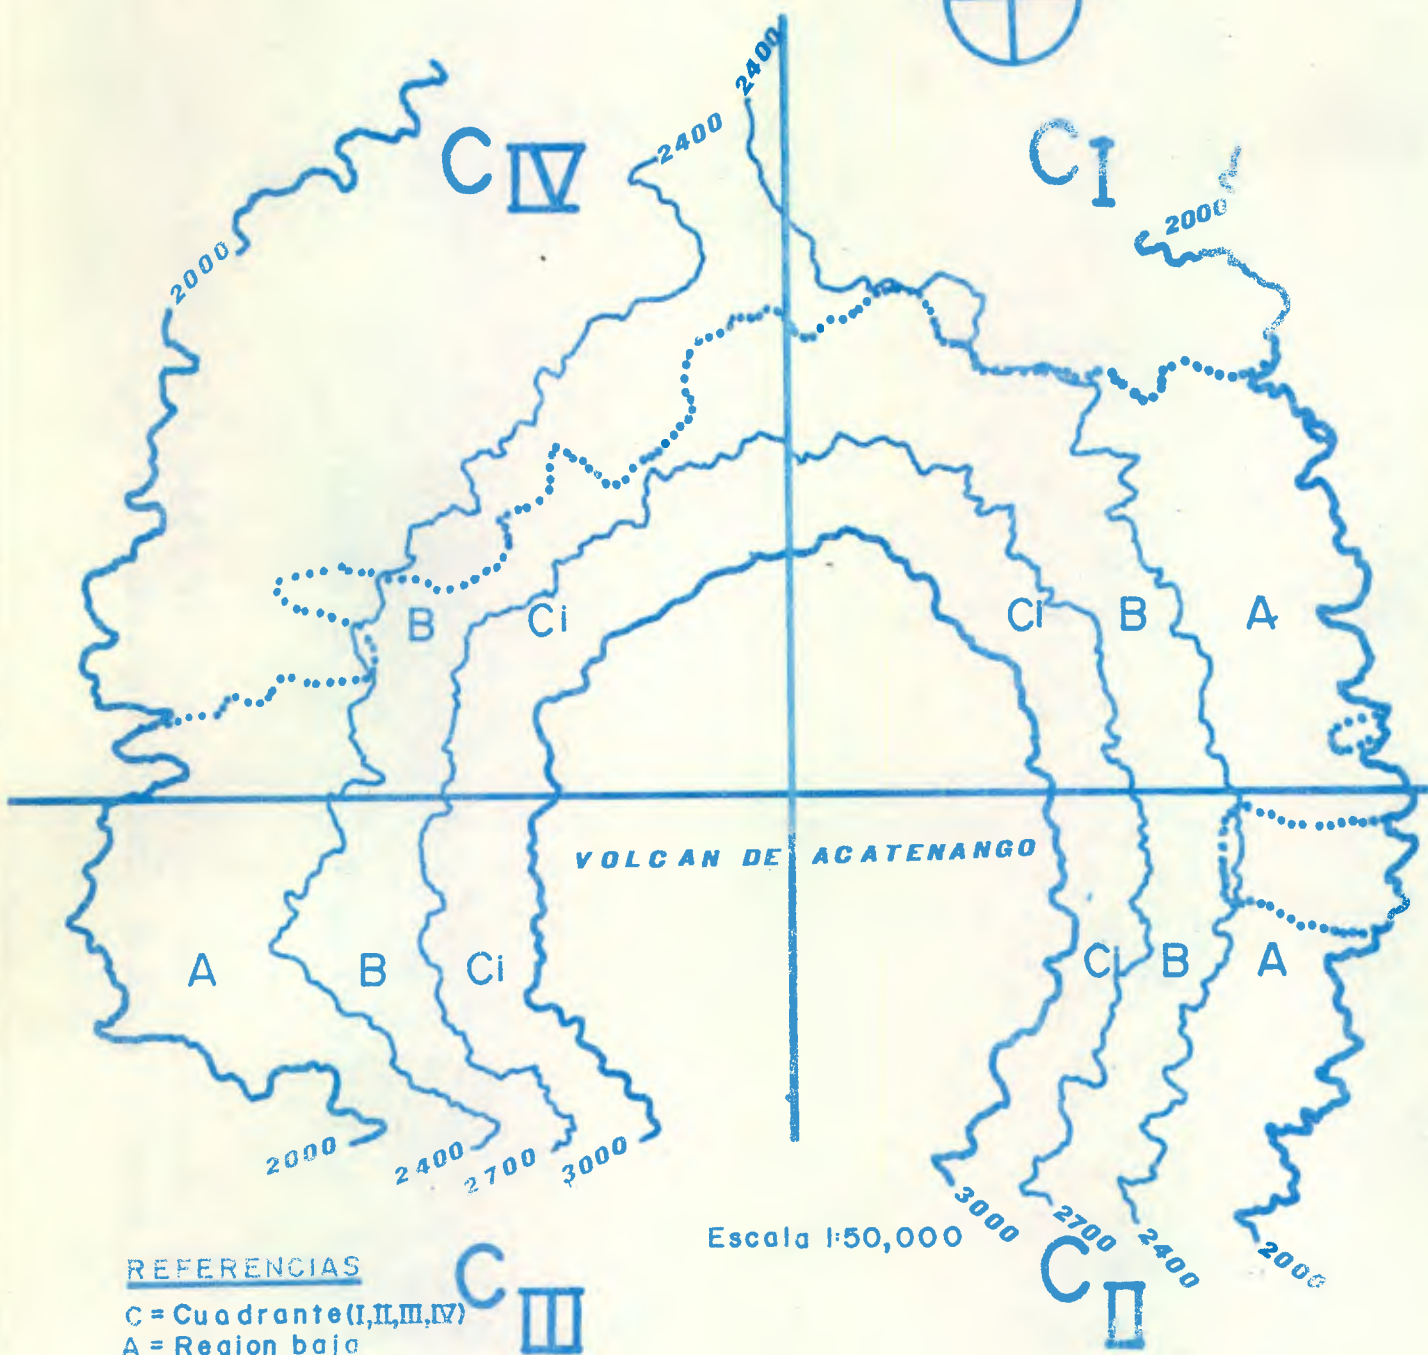 2400
2400
C IV
C I
2000
2000
B
Ci
Ci
B
A
VOLCAN DE ACATENANGO
A
B
Ci
Ci
B
A
2000
2400
2700
3000
3000
2700
2400
2000
Escala 1:50,000
C III
C II
REFERENCIAS
C = Cuadrante (I,II,III,IV)
A = Region baja